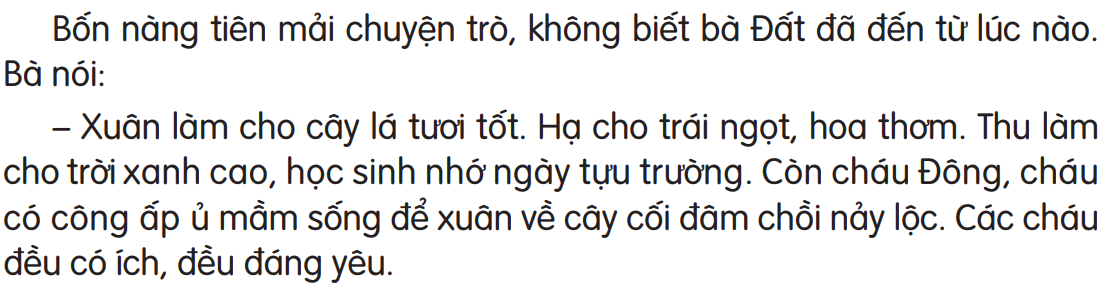 Bốn nàng tiên mải chuyện trò, không biết bà Đất đã đến từ lúc nào.
Bà nói:
– Xuân làm cho cây lá tươi tốt. Hạ cho trái ngọt, hoa thơm. Thu làm
cho trời xanh cao, học sinh nhớ ngày tựu trường. Còn cháu Đông, cháu
có công ấp ủ mầm sống để xuân về cây cối đâm chồi nảy lộc. Các cháu
đều có ích, đều đáng yêu.